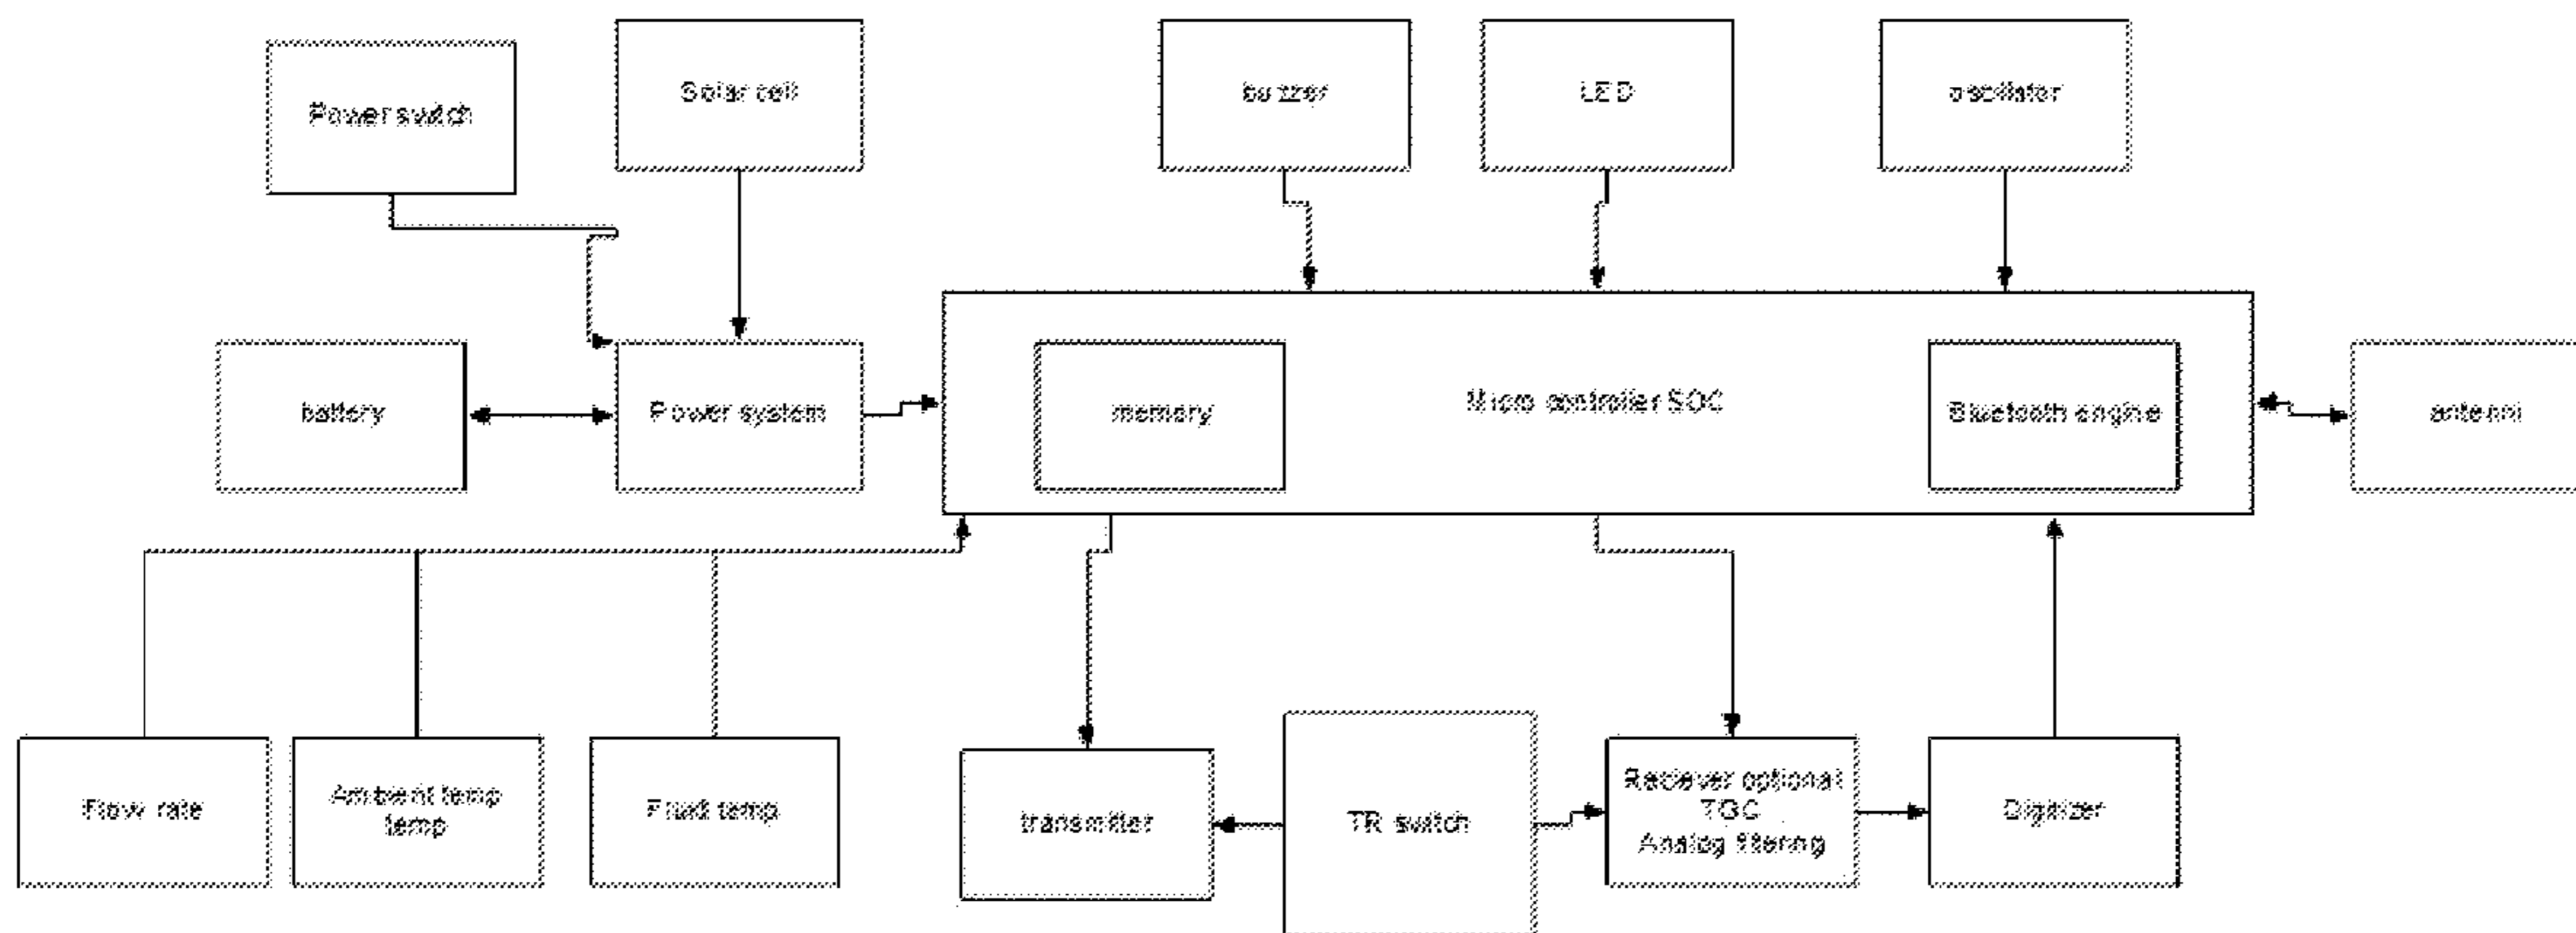 Power switch
Solar cell
buzzer
LED
oscillator
battery
Power system
memory
Micro controller SOC
Bluetooth engine
antenni
Flow rate
Ambient temp
temp
Fluid temp
transmitter
TR switch
Reciever optional
TGC
Analog filtering
Digitizer